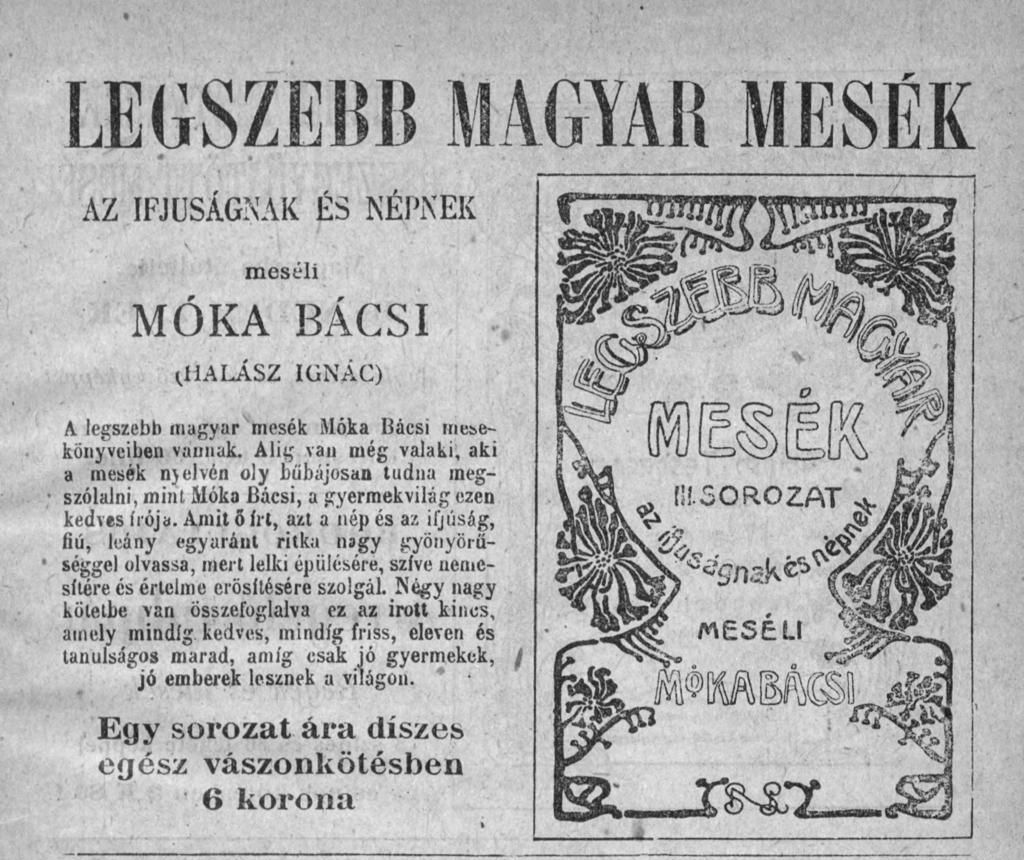 LEGSZEBB MAGYAR MESÉK
AZ IFJUSÁGNAK ÉS NÉPNEK
meséli
MÓKA BÁCSI
(HALÁSZ IGNÁC)
A legszebb magyar mesék Móka Bácsi mese-
könyveiben vannak. Alig van még valaki, aki
a mesék nyelvén oly bűbájosan tudna meg-
szólalni, mint Móka Bácsi, a gyermekvilág ezen
kedves írója. Amit ő írt, azt a nép és az ifjúság,
fiú, leány egyaránt ritka nagy gyönyörű-
séggel olvassa, mert lelki épülésére, szíve neme-
sítére és értelme erősítésére szolgál. Négy nagy
kötetbe van összefoglalva ez az irott kincs,
amely mindíg kedves, mindíg friss, eleven és
tanulságos marad, amíg csak jó gyermekek,
jó emberek lesznek a világon.
Egy sorozat ára díszes
egész vászonkötésben
6 korona
LEGSZEBB MAGYAR
MESÉK
III. SOROZAT
az ifjuságnak és népnek
MESÉLI
MÓKA BÁCSI